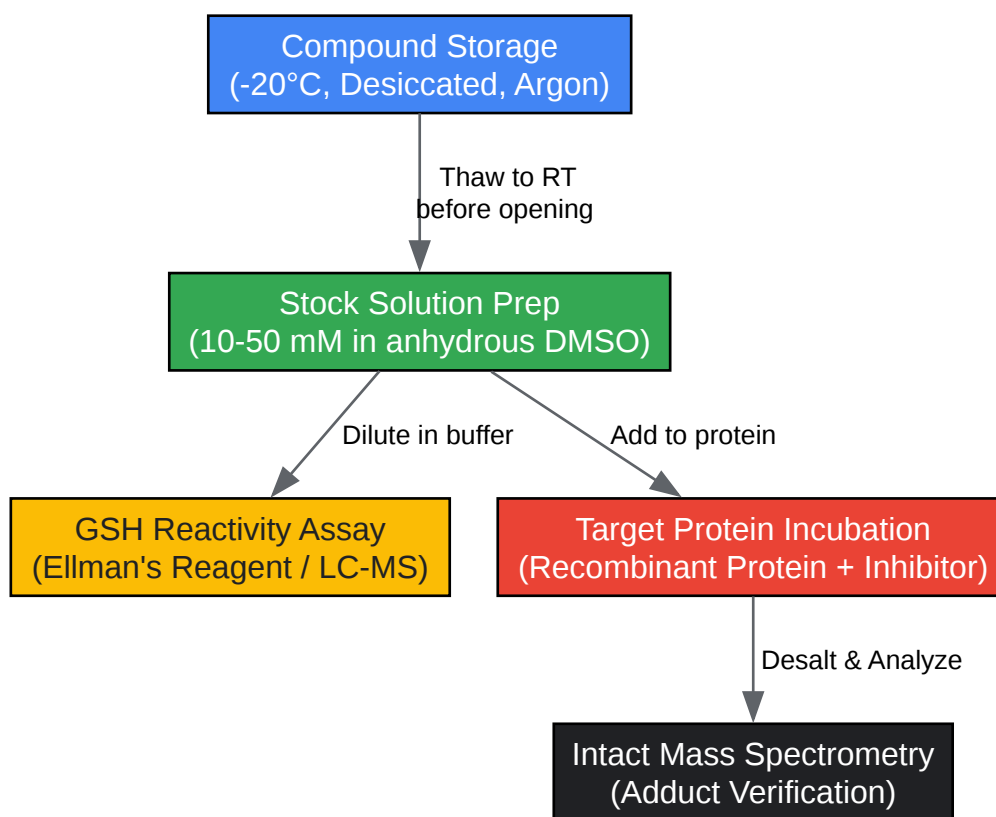 Compound Storage
(-20°C, Desiccated, Argon)
Thaw to RT
before opening
Stock Solution Prep
(10-50 mM in anhydrous DMSO)
Dilute in buffer
Add to protein
GSH Reactivity Assay
(Ellman's Reagent / LC-MS)
Target Protein Incubation
(Recombinant Protein + Inhibitor)
Desalt & Analyze
Intact Mass Spectrometry
(Adduct Verification)